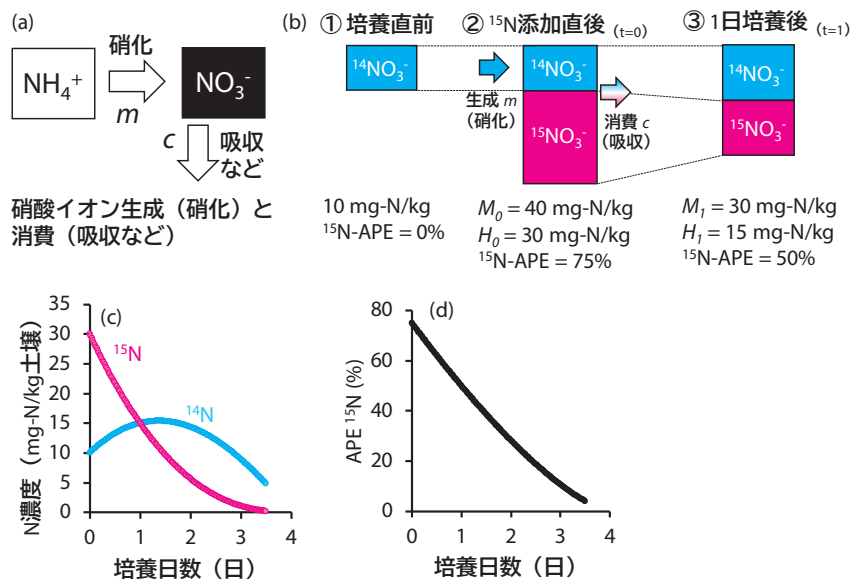 (a)
硝化
NH₄⁺
NO₃⁻
m
c
吸収
など
硝酸イオン生成（硝化）と
消費（吸収など）
(b)
① 培養直前
② ¹⁵N添加直後 (t=0)
③ 1日培養後 (t=1)
¹⁴NO₃⁻
¹⁴NO₃⁻
¹⁴NO₃⁻
生成 m
（硝化）
消費 c
（吸収）
¹⁵NO₃⁻
¹⁵NO₃⁻
10 mg-N/kg
¹⁵N-APE = 0%
M₀ = 40 mg-N/kg
H₀ = 30 mg-N/kg
¹⁵N-APE = 75%
M₁ = 30 mg-N/kg
H₁ = 15 mg-N/kg
¹⁵N-APE = 50%
(c)
N濃度（mg-N/kg土壌）
35
30
25
20
15
10
5
0
¹⁵N
¹⁴N
0 1 2 3 4
培養日数（日）
(d)
APE ¹⁵N (%)
80
60
40
20
0
0 1 2 3 4
培養日数（日）